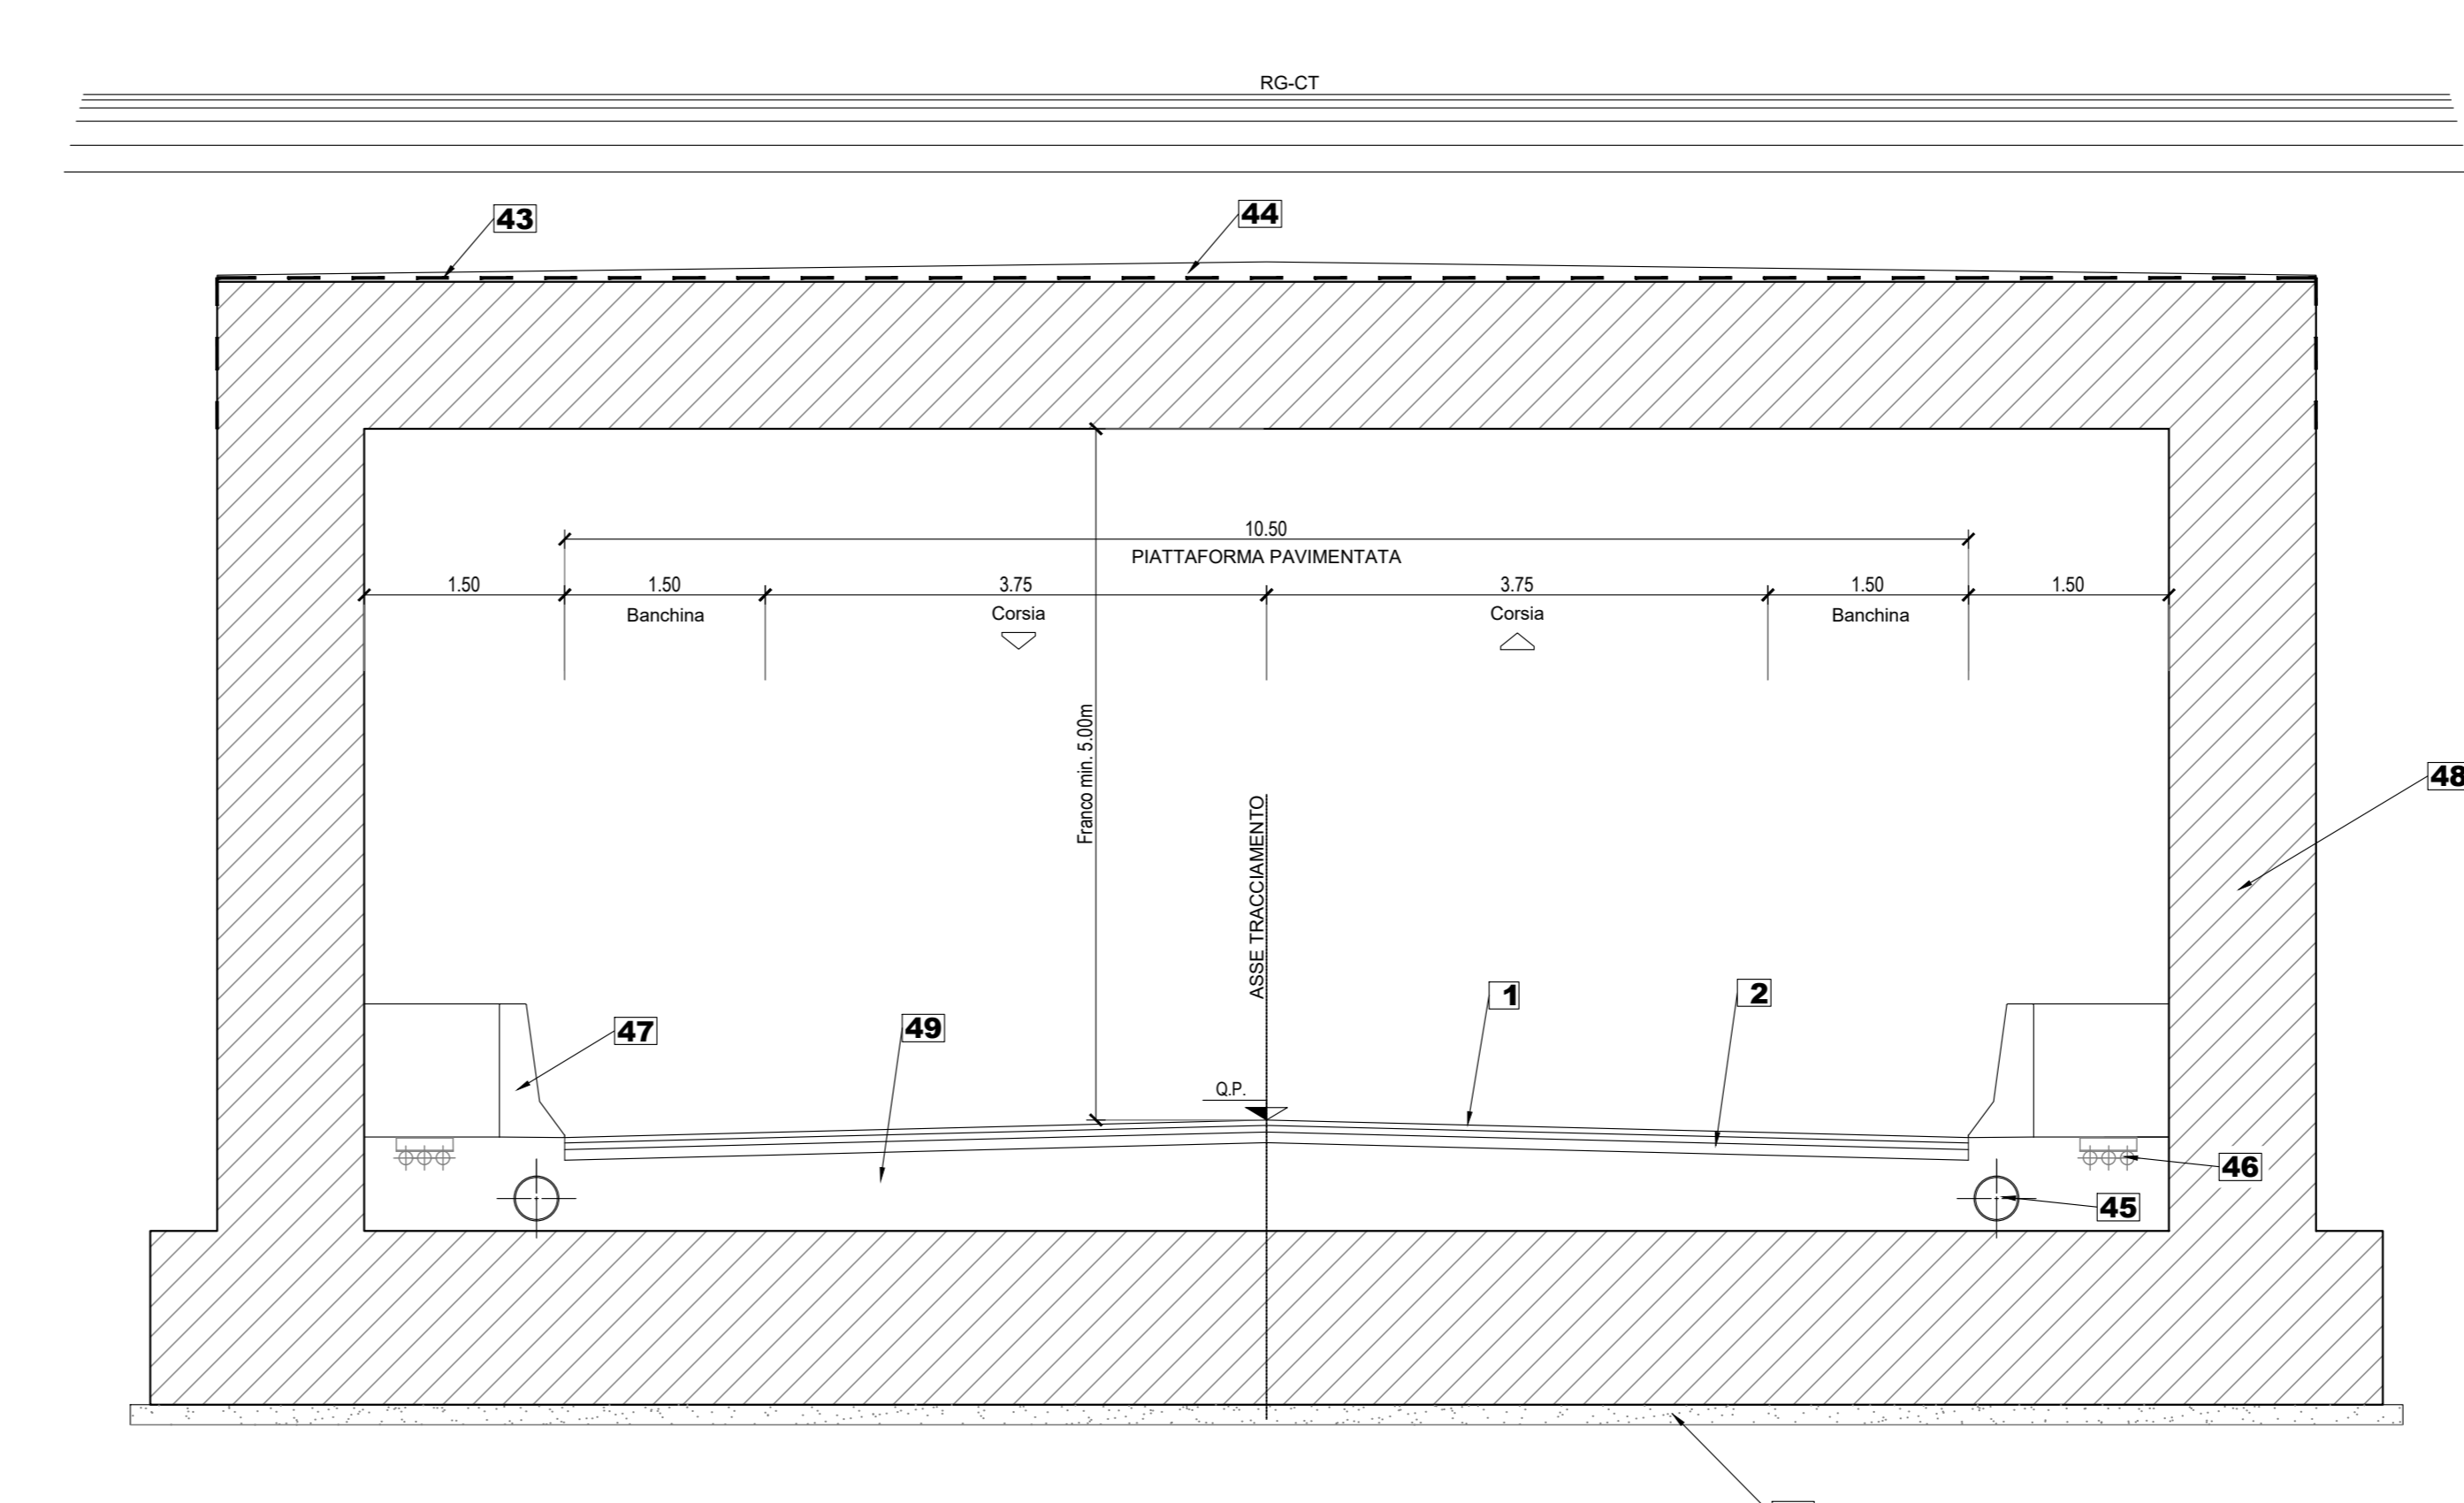 RG-CT
43
44
10.50
PIATTAFORMA PAVIMENTATA
1.50
1.50
3.75
3.75
1.50
1.50
Banchina
Corsia
Corsia
Banchina
Franco min. 5.00m
ASSE TRACCIAMENTO
48
1
2
47
49
Q.P.
46
45